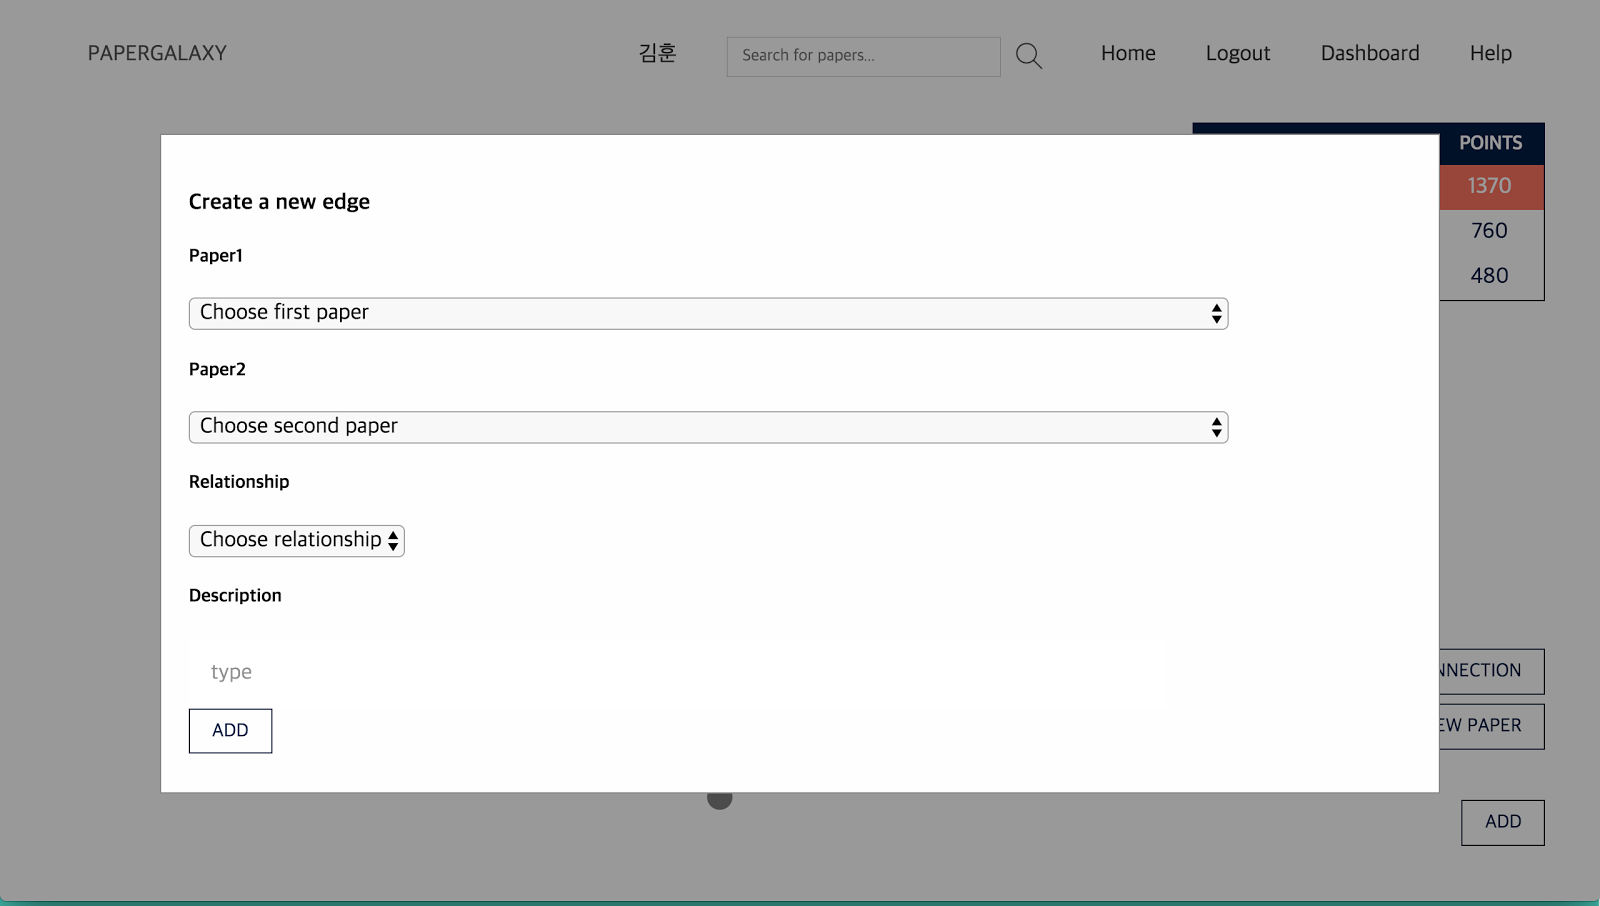 PAPERGALAXY 김훈 Search for papers... Home Logout Dashboard Help
POINTS
1370
760
480
Create a new edge
Paper1
Choose first paper
Paper2
Choose second paper
Relationship
Choose relationship
Description
type
ADD
NNECTION
EW PAPER
ADD